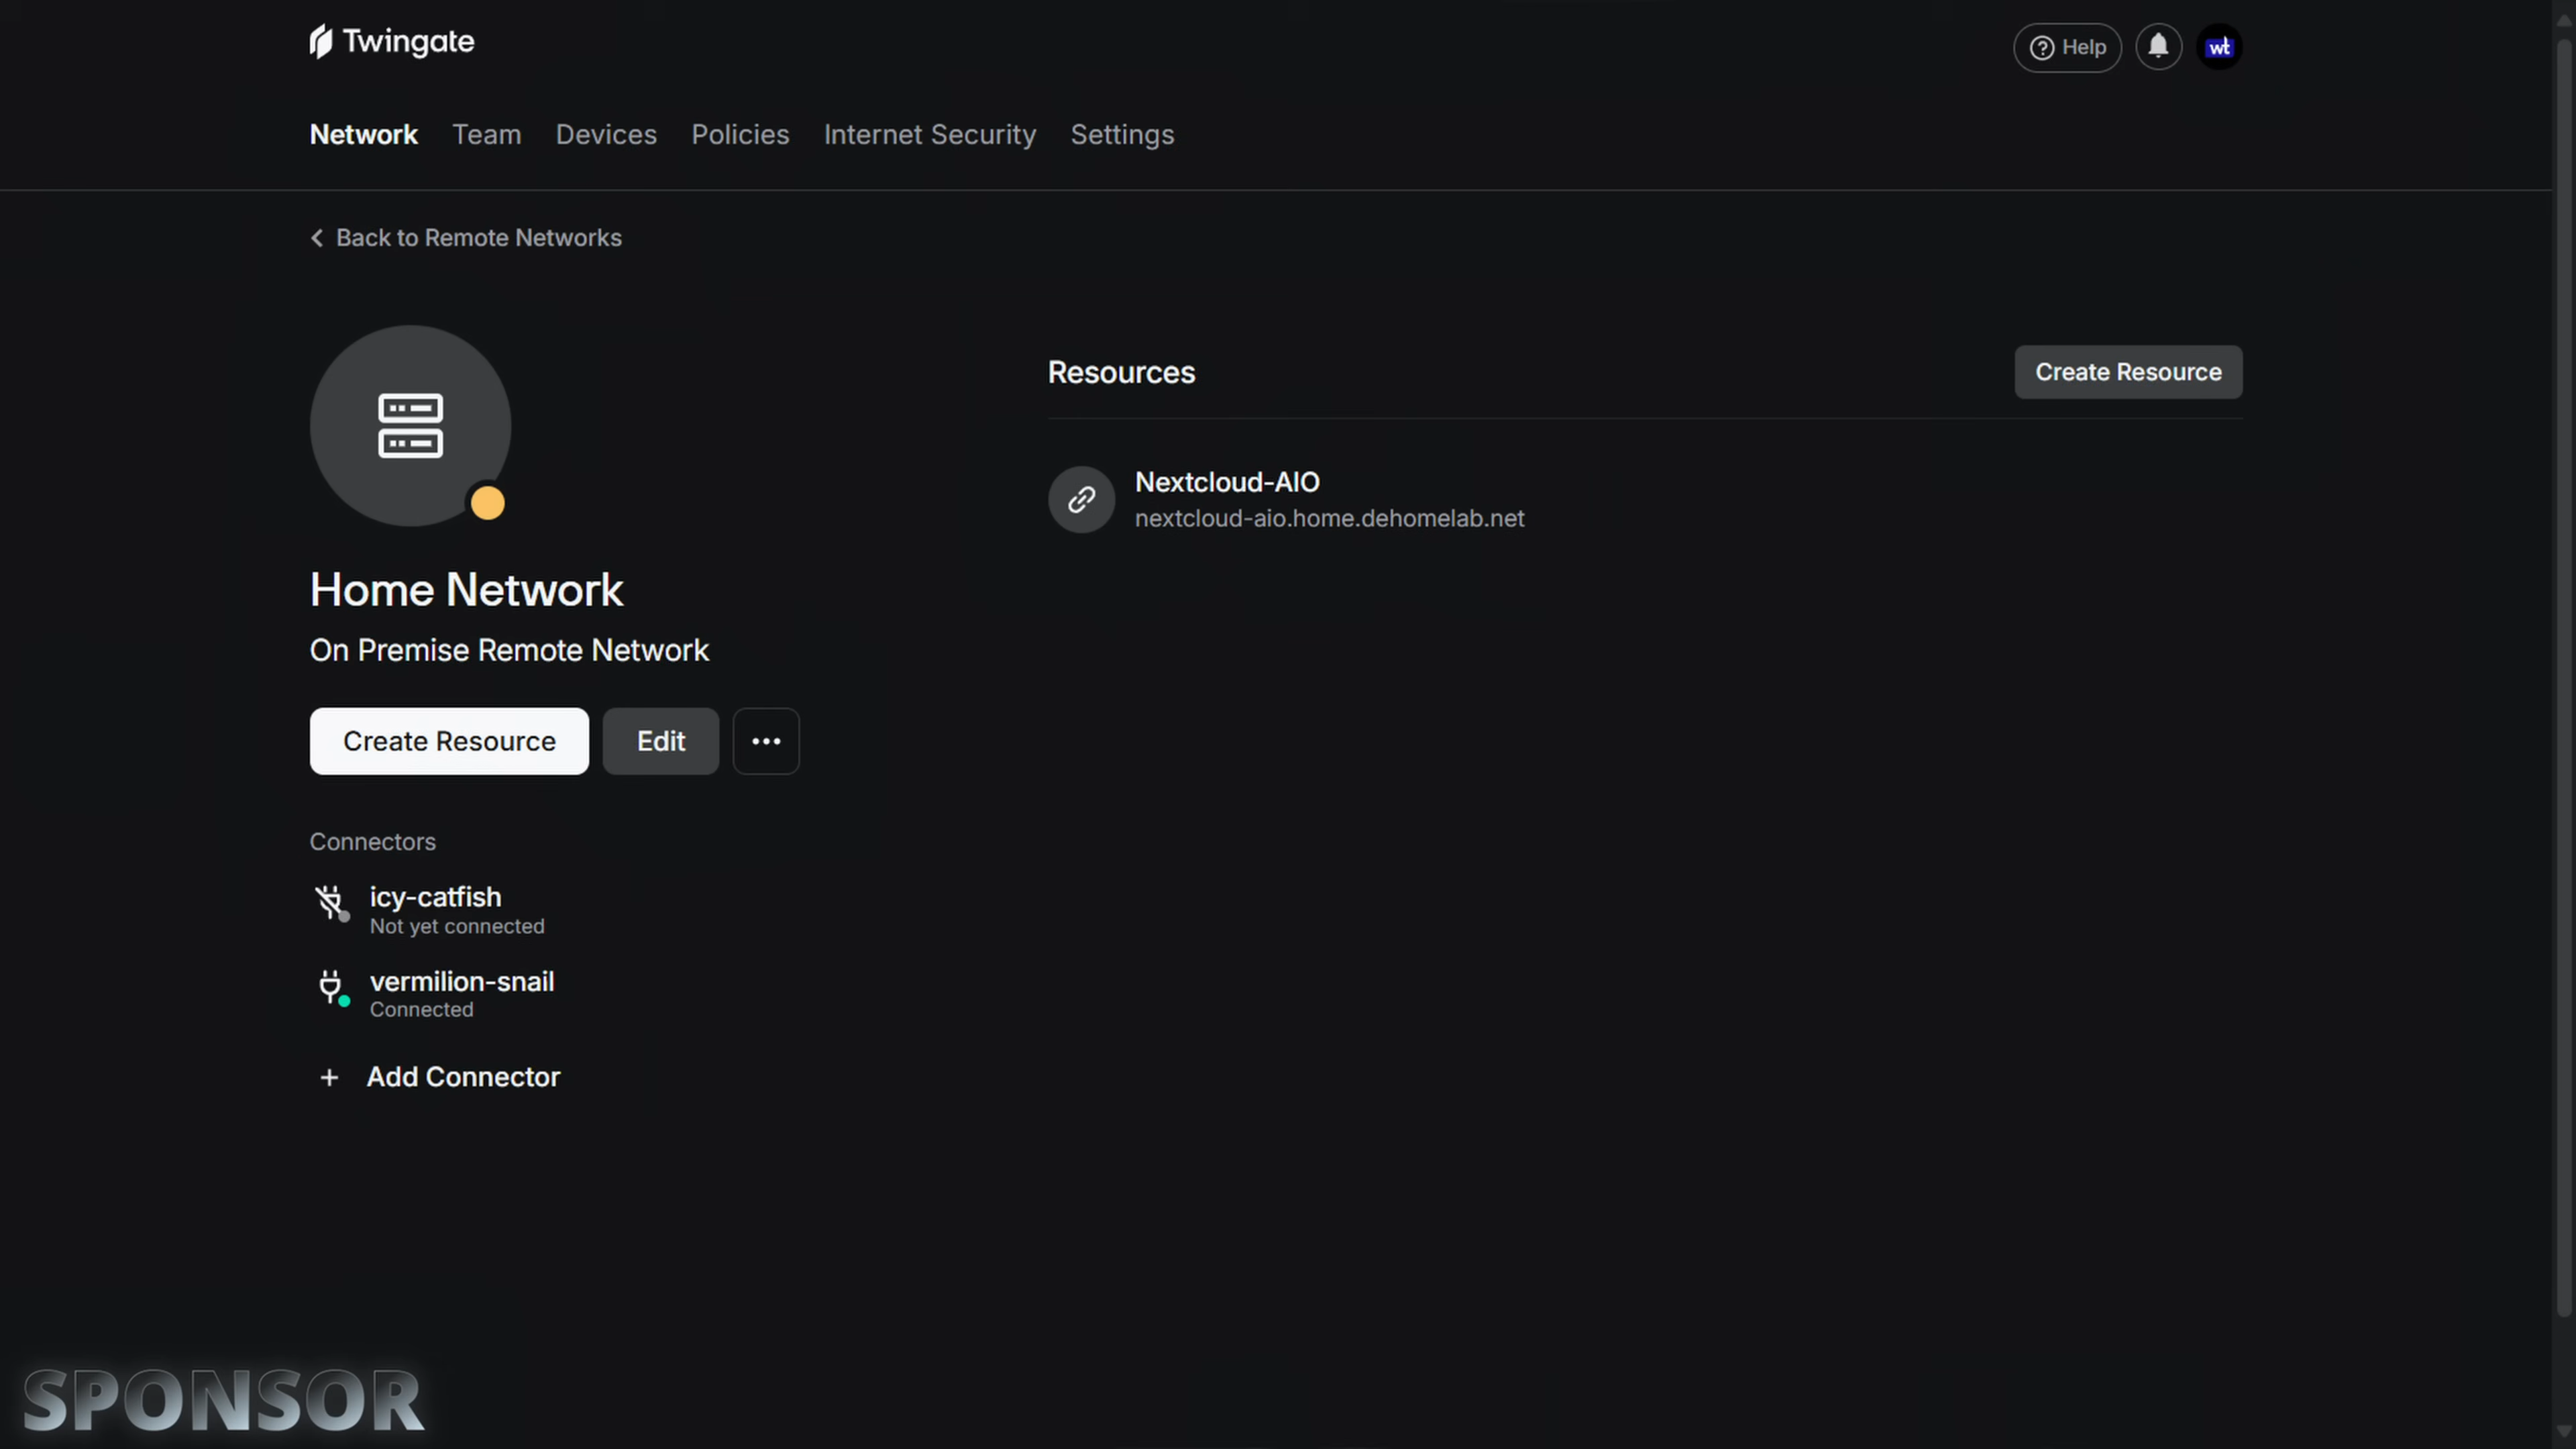 Twingate
Help
wt
Network Team Devices Policies Internet Security Settings
Back to Remote Networks
Resources
Create Resource
Nextcloud-AIO
nextcloud-aio.home.dehomelab.net
Home Network
On Premise Remote Network
Create Resource Edit
Connectors
icy-catfish
Not yet connected
vermilion-snail
Connected
+ Add Connector
SPONSOR